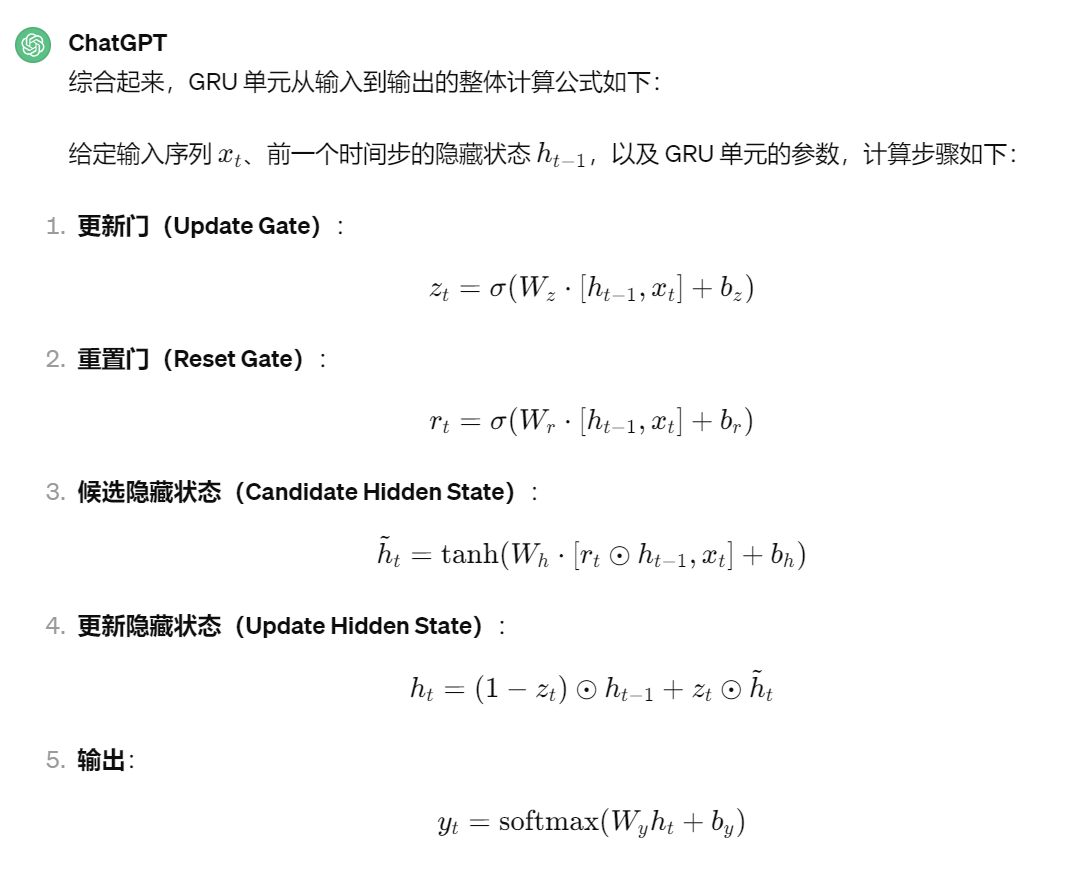 ChatGPT
综合起来，GRU 单元从输入到输出的整体计算公式如下：
给定输入序列 xₜ、前一个时间步的隐藏状态 hₜ₋₁，以及 GRU 单元的参数，计算步骤如下：
1. 更新门（Update Gate）：
$z_t = \sigma(W_z \cdot [h_{t-1}, x_t] + b_z)$
2. 重置门（Reset Gate）：
$r_t = \sigma(W_r \cdot [h_{t-1}, x_t] + b_r)$
3. 候选隐藏状态（Candidate Hidden State）：
$\tilde{h}_t = \tanh(W_h \cdot [r_t \odot h_{t-1}, x_t] + b_h)$
4. 更新隐藏状态（Update Hidden State）：
$h_t = (1 - z_t) \odot h_{t-1} + z_t \odot \tilde{h}_t$
5. 输出：
$y_t = \text{softmax}(W_y h_t + b_y)$